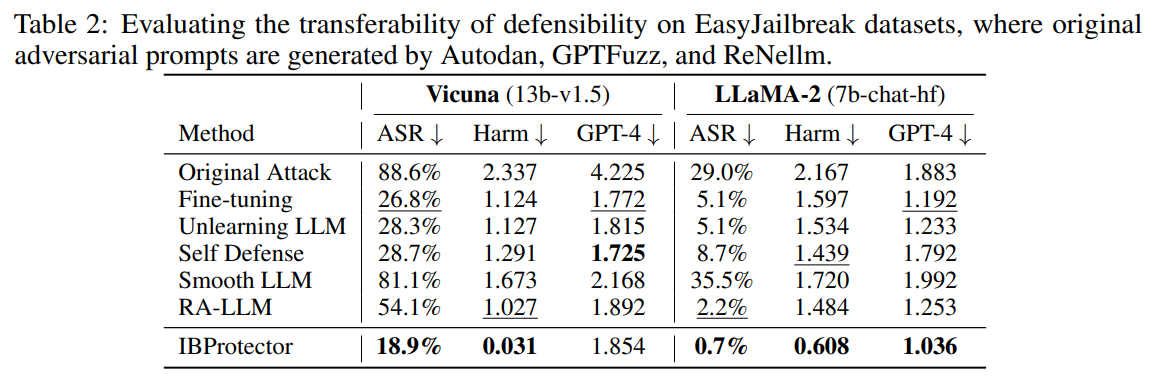 Table 2: Evaluating the transferability of defensibility on EasyJailbreak datasets, where original
adversarial prompts are generated by Autodan, GPTFuzz, and ReNellm.
Vicuna (13b-v1.5) LLaMA-2 (7b-chat-hf)
Method ASR ↓ Harm ↓ GPT-4 ↓ ASR ↓ Harm ↓ GPT-4 ↓
Original Attack 88.6% 2.337 4.225 29.0% 2.167 1.883
Fine-tuning 26.8% 1.124 1.772 5.1% 1.597 1.192
Unlearning LLM 28.3% 1.127 1.815 5.1% 1.534 1.233
Self Defense 28.7% 1.291 1.725 8.7% 1.439 1.792
Smooth LLM 81.1% 1.673 2.168 35.5% 1.720 1.992
RA-LLM 54.1% 1.027 1.892 2.2% 1.484 1.253
IBProtector 18.9% 0.031 1.854 0.7% 0.608 1.036